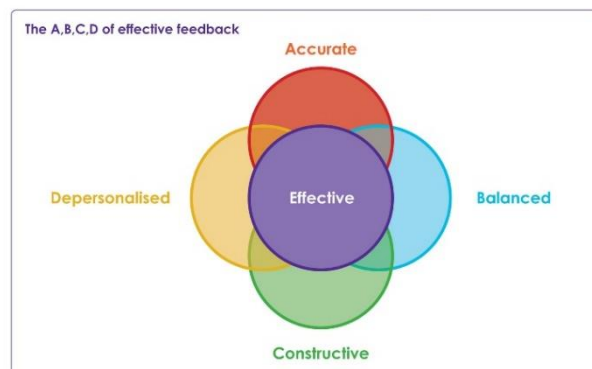 The A,B,C,D of effective feedback
Accurate
Depersonalised
Effective
Balanced
Constructive